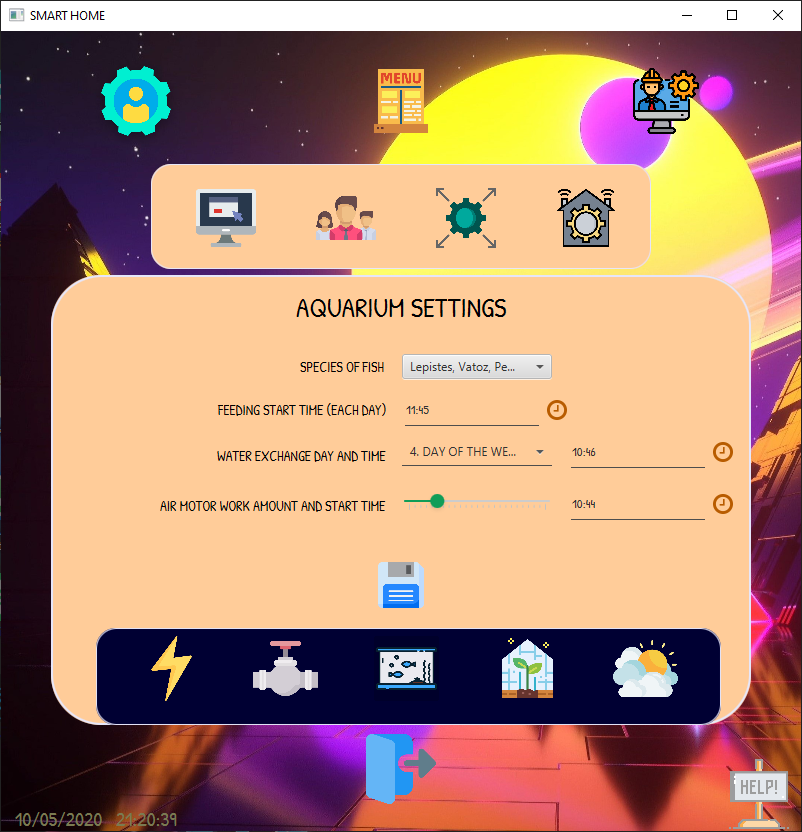 SMART HOME
MENU
AQUARIUM SETTINGS
SPECIES OF FISH Lepistes, Vatoz, Pe...
FEEDING START TIME (EACH DAY) 11:45
WATER EXCHANGE DAY AND TIME 4. DAY OF THE WE... 10:46
AIR MOTOR WORK AMOUNT AND START TIME 10:44
HELP!
10/05/2020 21:20:39